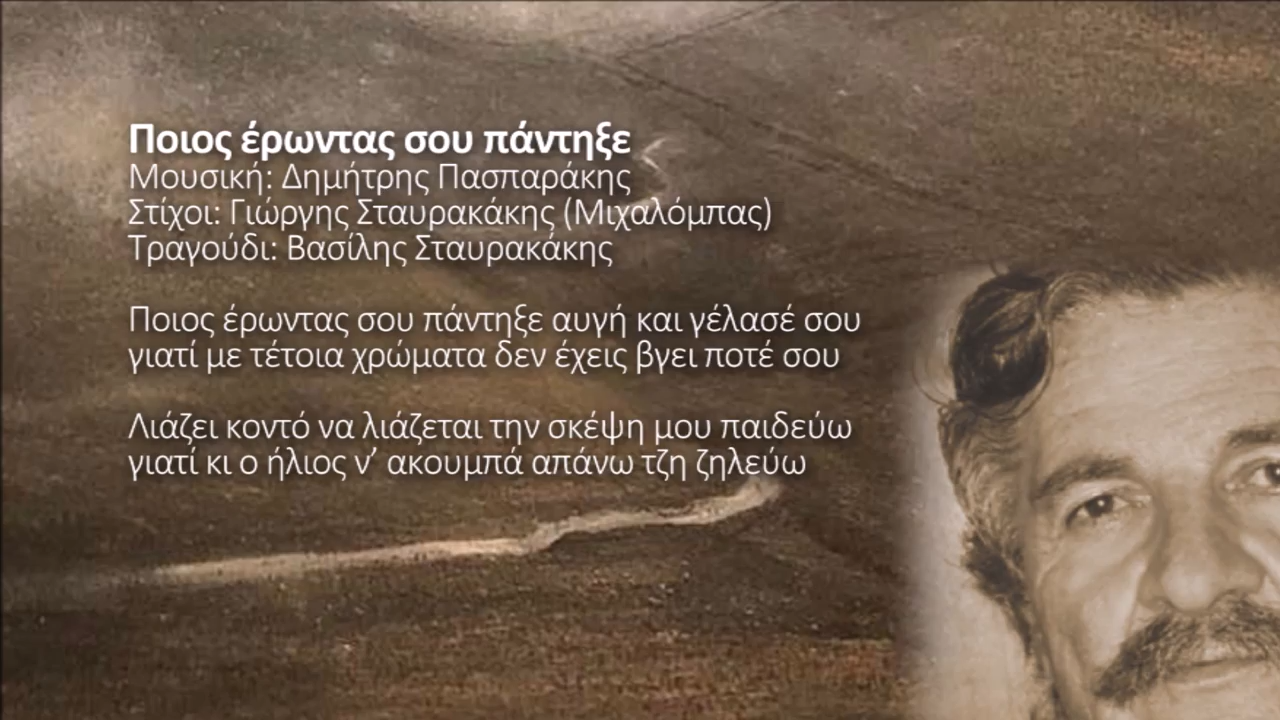 Ποιος έρωντας σου πάντηξε
Μουσική: Δημήτρης Πασπαράκης
Στίχοι: Γιώργης Σταυρακάκης (Μιχαλόμπας)
Τραγούδι: Βασίλης Σταυρακάκης
Ποιος έρωντας σου πάντηξε αυγή και γέλασέ σου
γιατί με τέτοια χρώματα δεν έχεις βγει ποτέ σου
Λιάζει κοντό να λιάζεται την σκέψη μου παιδεύω
γιατί κι ο ήλιος ν’ ακουμπά απάνω τζη ζηλεύω